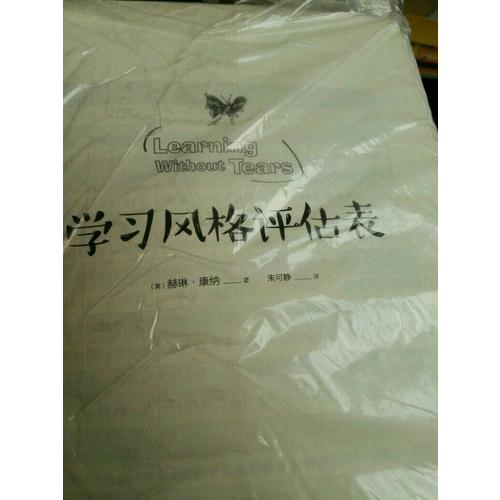 (Learning
Without Tears)
学习风格评估表
(英) 赫琳·康纳 —— 著 朱可静 —— 译